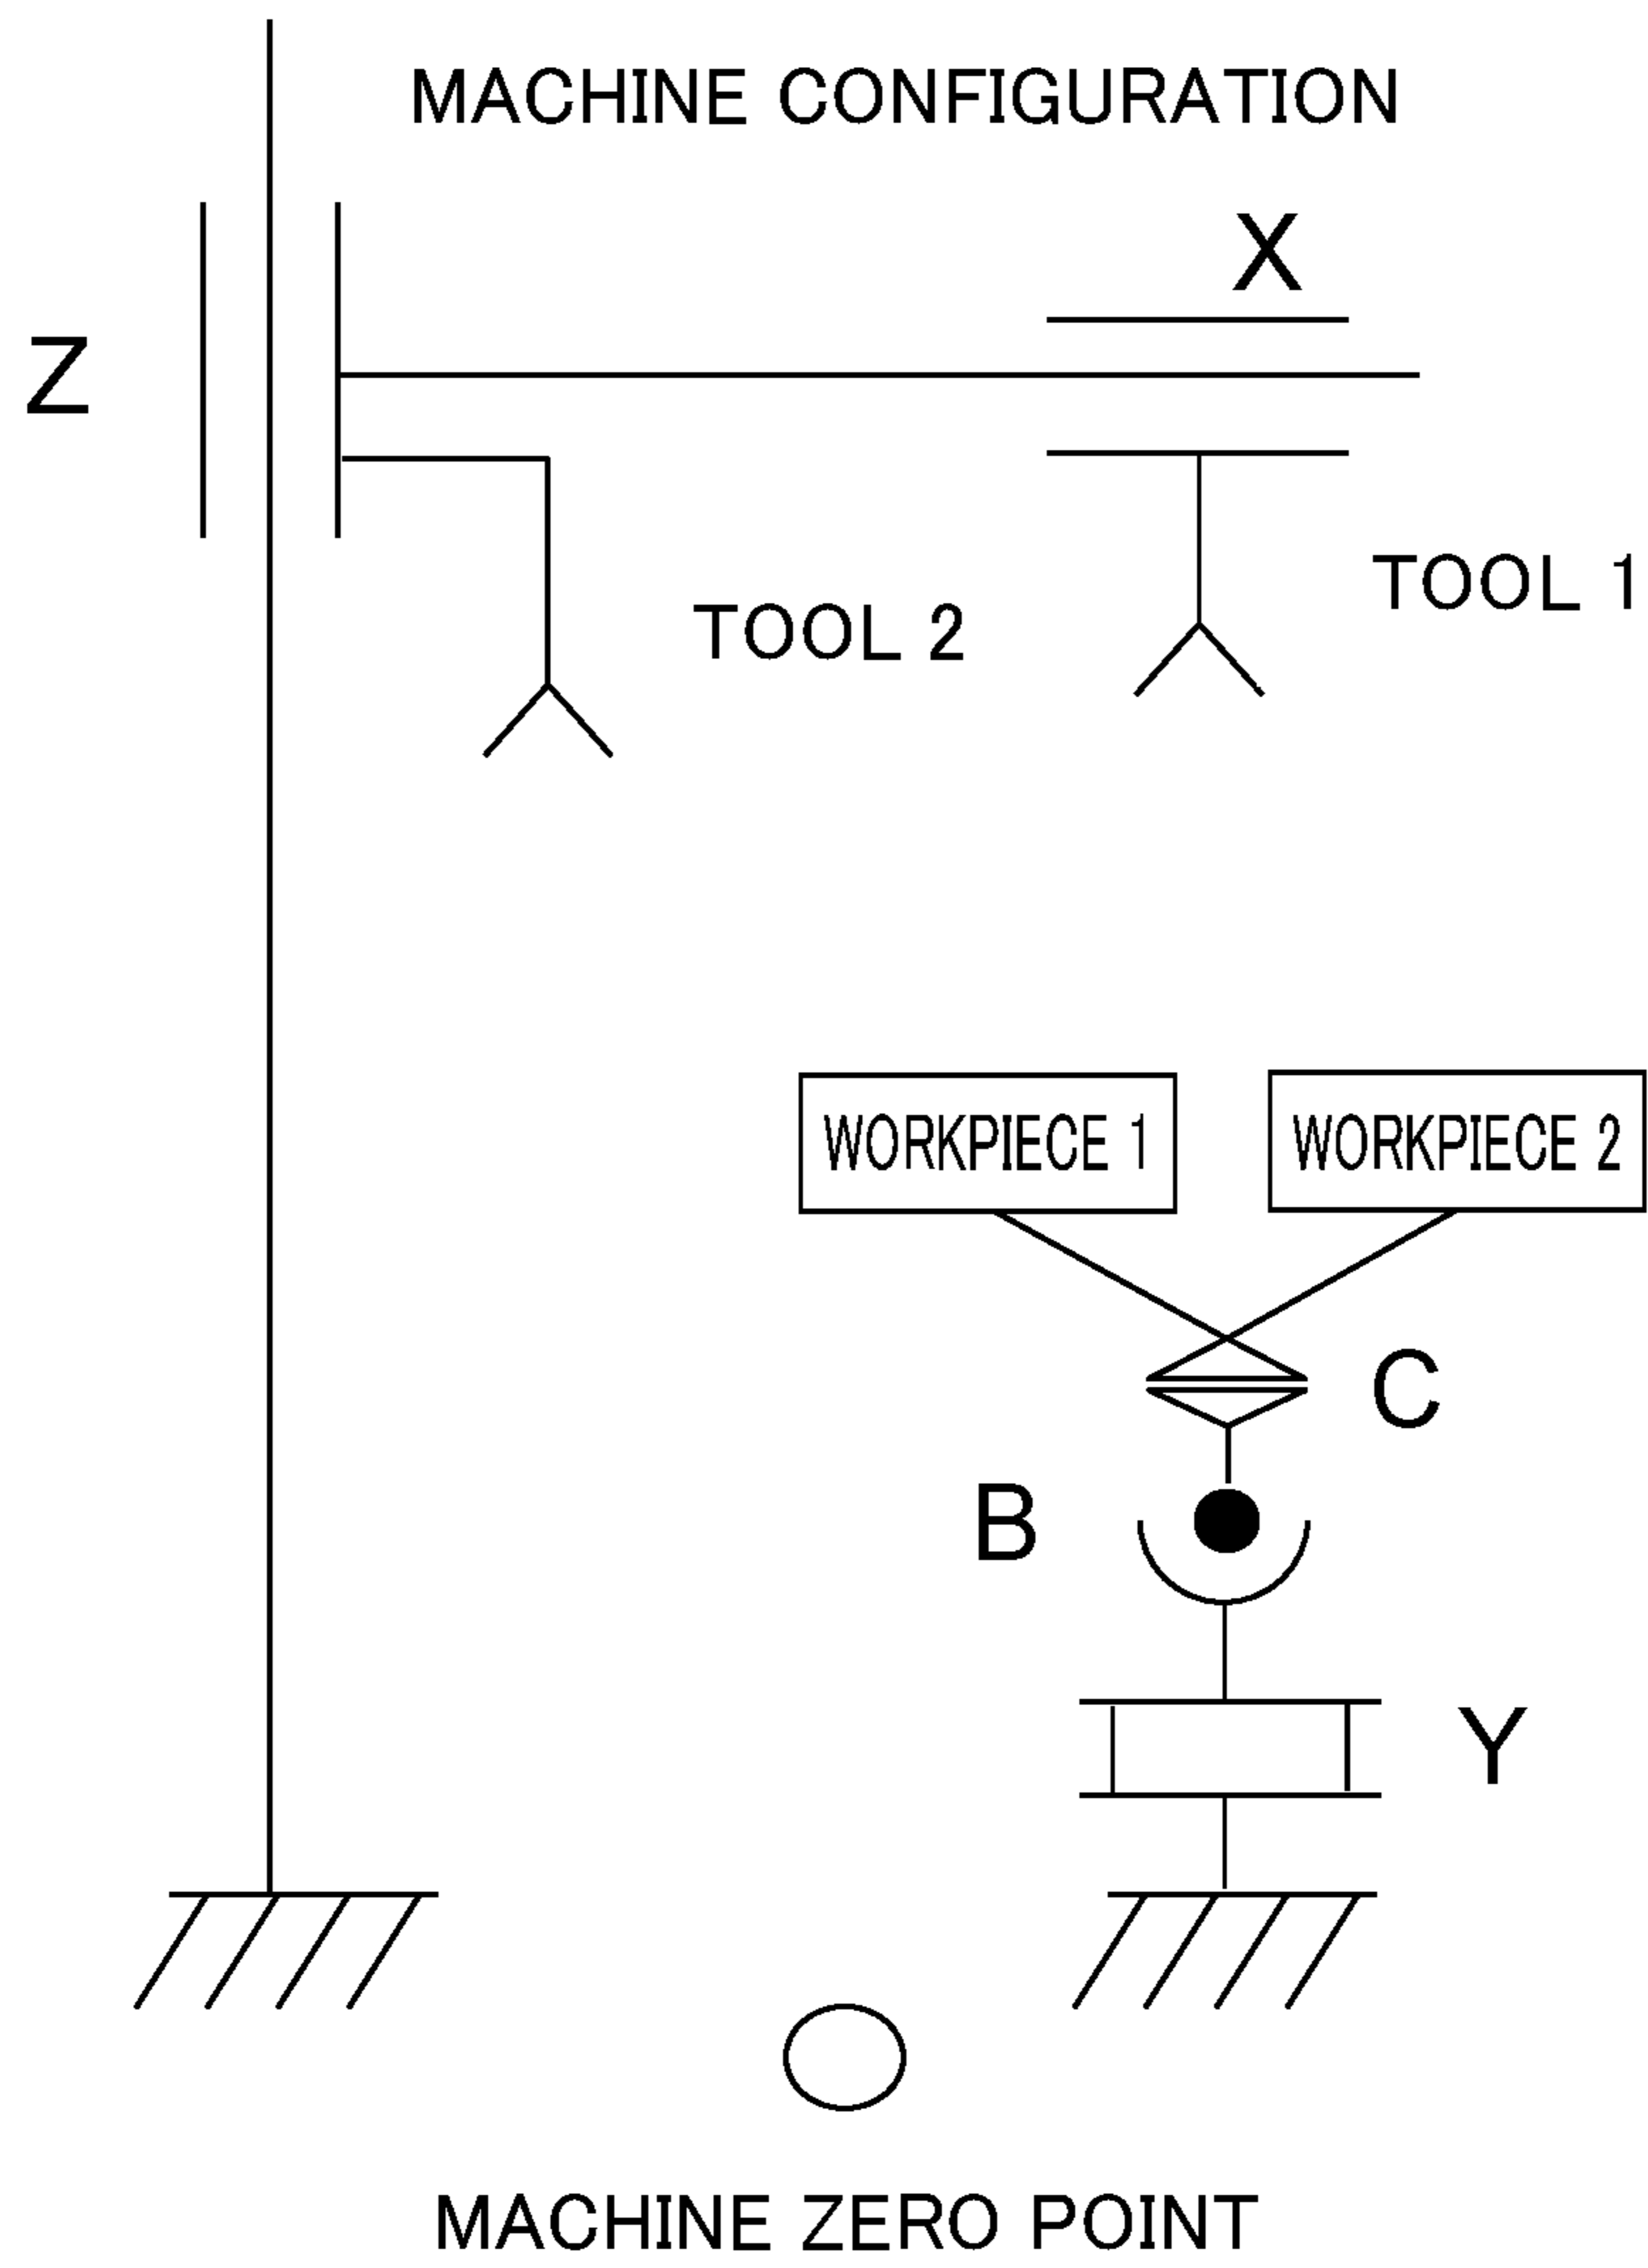 MACHINE CONFIGURATION
X
Z
TOOL 1
TOOL 2
WORKPIECE 1
WORKPIECE 2
C
B
Y
MACHINE ZERO POINT